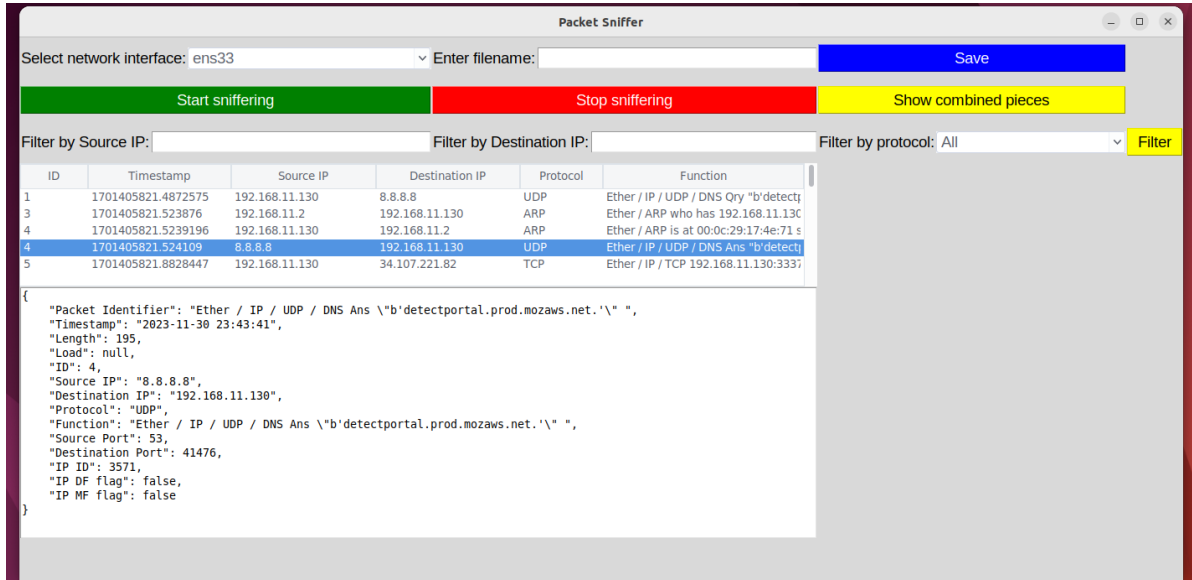 Packet Sniffer
Select network interface: ens33 Enter filename: Save
Start sniffering Stop sniffering Show combined pieces
Filter by Source IP: Filter by Destination IP: Filter by protocol: All Filter
ID Timestamp Source IP Destination IP Protocol Function
1 1701405821.4872575 192.168.11.130 8.8.8.8 UDP Ether / IP / UDP / DNS Qry "b'detectp
3 1701405821.523876 192.168.11.2 192.168.11.130 ARP Ether / ARP who has 192.168.11.130
4 1701405821.5239196 192.168.11.130 192.168.11.2 ARP Ether / ARP is at 00:0c:29:17:4e:71 s
4 1701405821.524109 8.8.8.8 192.168.11.130 UDP Ether / IP / UDP / DNS Ans "b'detectp
5 1701405821.8828447 192.168.11.130 34.107.221.82 TCP Ether / IP / TCP 192.168.11.130:3337
{
"Packet Identifier": "Ether / IP / UDP / DNS Ans \"b'detectportal.prod.mozaws.net.'\" ",
"Timestamp": "2023-11-30 23:43:41",
"Length": 195,
"Load": null,
"ID": 4,
"Source IP": "8.8.8.8",
"Destination IP": "192.168.11.130",
"Protocol": "UDP",
"Function": "Ether / IP / UDP / DNS Ans \"b'detectportal.prod.mozaws.net.'\" ",
"Source Port": 53,
"Destination Port": 41476,
"IP ID": 3571,
"IP DF flag": false,
"IP MF flag": false
}